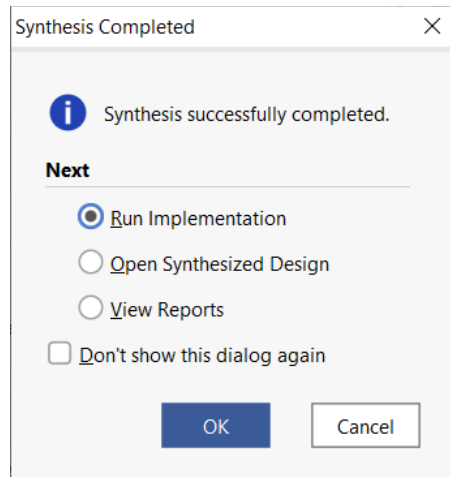 Synthesis Completed
Synthesis successfully completed.
Next
Run Implementation
Open Synthesized Design
View Reports
Don't show this dialog again
OK
Cancel